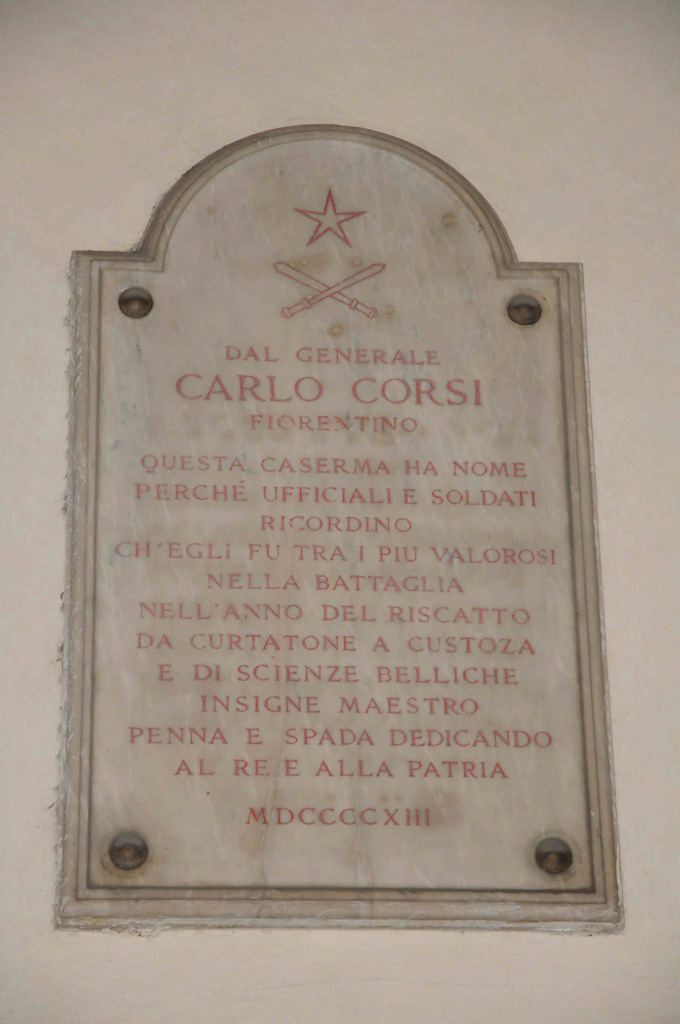 DAL GENERALE
CARLO CORSI
FIORENTINO
QUESTA CASERMA HA NOME
PERCHÉ UFFICIALI E SOLDATI
RICORDINO
CH'EGLI FU TRA I PIU VALOROSI
NELLA BATTAGLIA
NELL'ANNO DEL RISCATTO
DA CURTATONE A CUSTOZA
E DI SCIENZE BELLICHE
INSIGNE MAESTRO
PENNA E SPADA DEDICANDO
AL RE E ALLA PATRIA
MDCCCCXIII